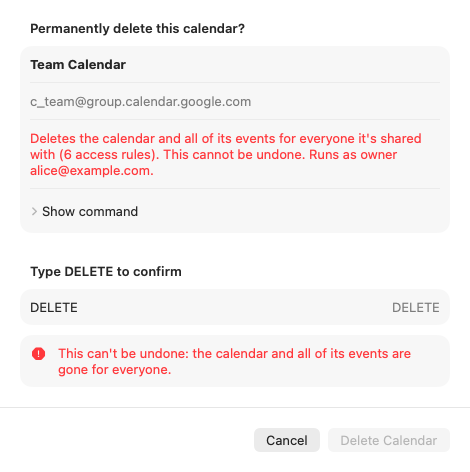 Permanently delete this calendar?
Team Calendar
c_team@group.calendar.google.com
Deletes the calendar and all of its events for everyone it's shared
with (6 access rules). This cannot be undone. Runs as owner
alice@example.com.
Show command
Type DELETE to confirm
DELETE DELETE
This can't be undone: the calendar and all of its events are
gone for everyone.
Cancel Delete Calendar